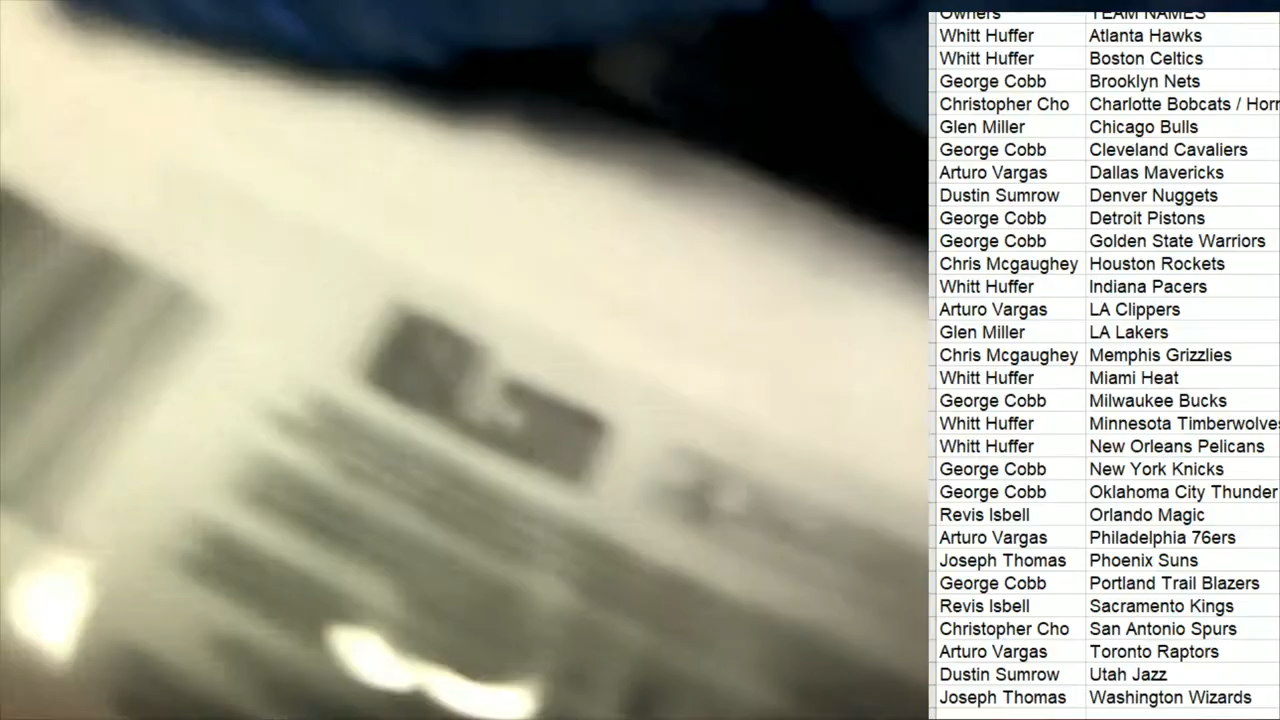 Owners TEAM NAMES
Whitt Huffer Atlanta Hawks
Whitt Huffer Boston Celtics
George Cobb Brooklyn Nets
Christopher Cho Charlotte Bobcats / Horr
Glen Miller Chicago Bulls
George Cobb Cleveland Cavaliers
Arturo Vargas Dallas Mavericks
Dustin Sumrow Denver Nuggets
George Cobb Detroit Pistons
George Cobb Golden State Warriors
Chris Mcgaughey Houston Rockets
Whitt Huffer Indiana Pacers
Arturo Vargas LA Clippers
Glen Miller LA Lakers
Chris Mcgaughey Memphis Grizzlies
Whitt Huffer Miami Heat
George Cobb Milwaukee Bucks
Whitt Huffer Minnesota Timberwolves
Whitt Huffer New Orleans Pelicans
George Cobb New York Knicks
George Cobb Oklahoma City Thunder
Revis Isbell Orlando Magic
Arturo Vargas Philadelphia 76ers
Joseph Thomas Phoenix Suns
George Cobb Portland Trail Blazers
Revis Isbell Sacramento Kings
Christopher Cho San Antonio Spurs
Arturo Vargas Toronto Raptors
Dustin Sumrow Utah Jazz
Joseph Thomas Washington Wizards